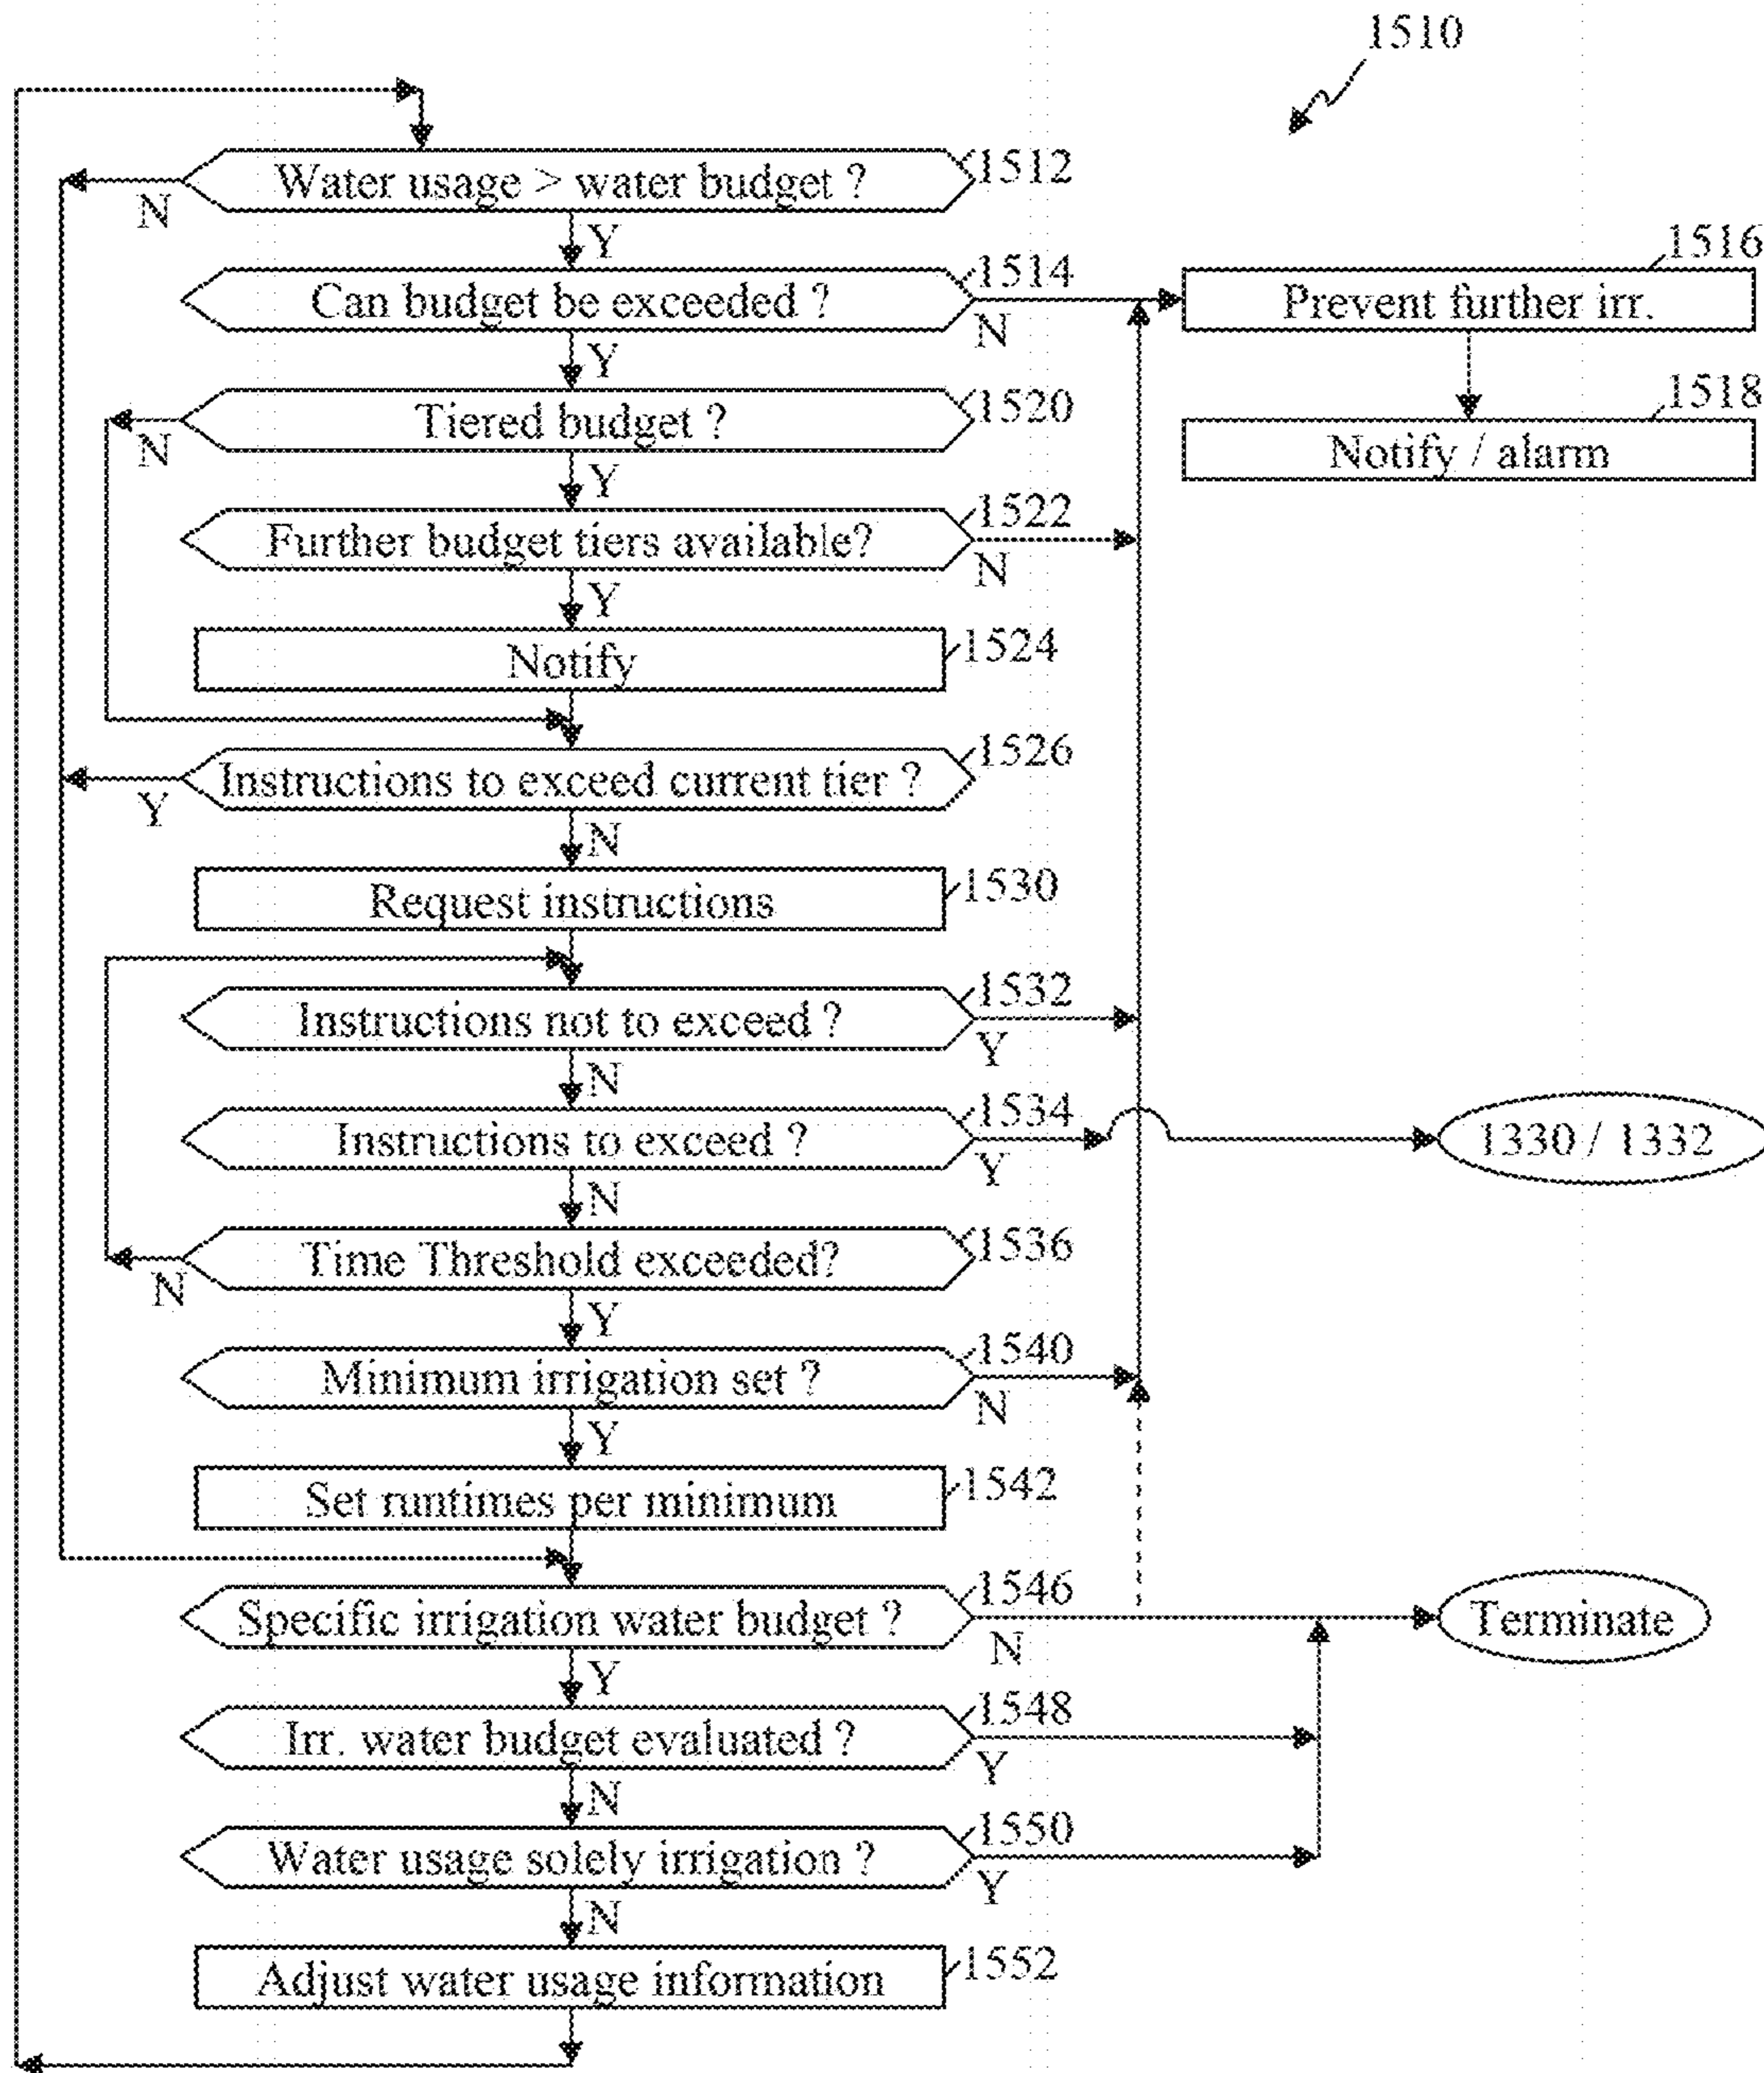 1510
Water usage > water budget ?
1512
N
Y
Can budget be exceeded ?
1514
N
Y
1516
Prevent further irr.
1518
Notify / alarm
Tiered budget ?
1520
N
Y
Further budget tiers available?
1522
N
Y
Notify
1524
Instructions to exceed current tier ?
1526
Y
N
Request instructions
1530
Instructions not to exceed ?
1532
Y
N
Instructions to exceed ?
1534
Y
N
1330 / 1332
Time Threshold exceeded?
1536
N
Y
Minimum irrigation set ?
1540
N
Y
Set runtimes per minimum
1542
Specific irrigation water budget ?
1546
N
Y
Terminate
Irr. water budget evaluated ?
1548
Y
N
Water usage solely irrigation ?
1550
Y
N
Adjust water usage information
1552